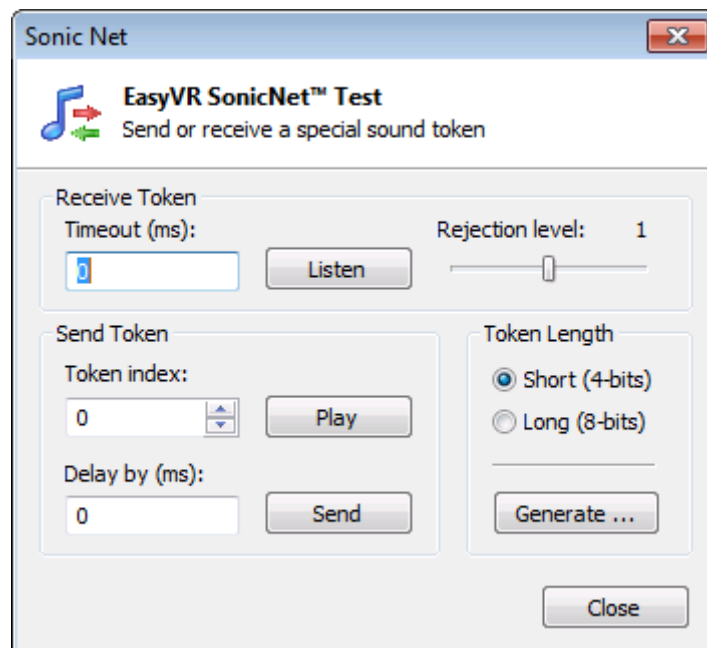 Sonic Net
EasyVR SonicNet™ Test
Send or receive a special sound token
Receive Token
Timeout (ms):
Rejection level: 1
0
Listen
Send Token
Token index:
0
Play
Delay by (ms):
0
Send
Token Length
Short (4-bits)
Long (8-bits)
Generate ...
Close